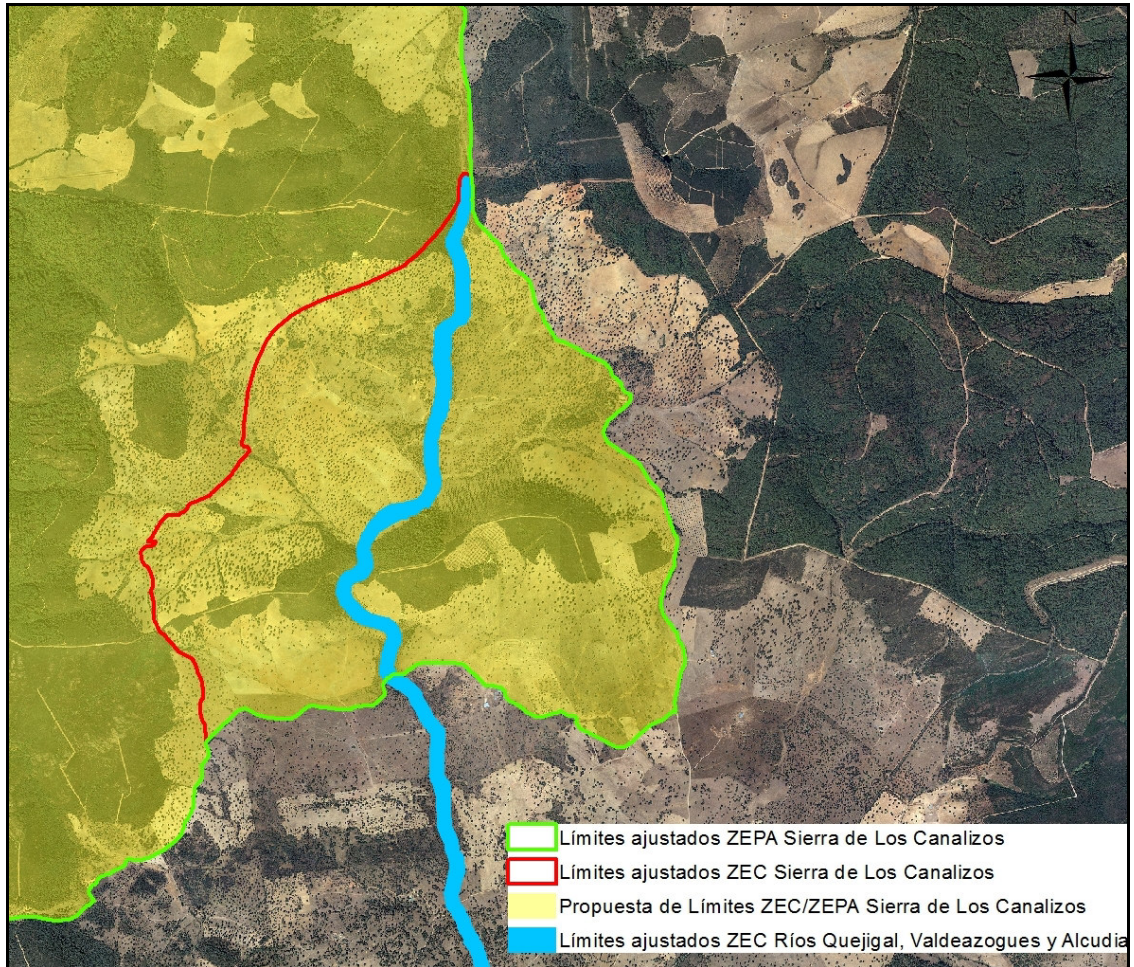 N
Límites ajustados ZEPA Sierra de Los Canalizos
Límites ajustados ZEC Sierra de Los Canalizos
Propuesta de Límites ZEC/ZEPA Sierra de Los Canalizos
Límites ajustados ZEC Ríos Quejigal, Valdeazogues y Alcudia